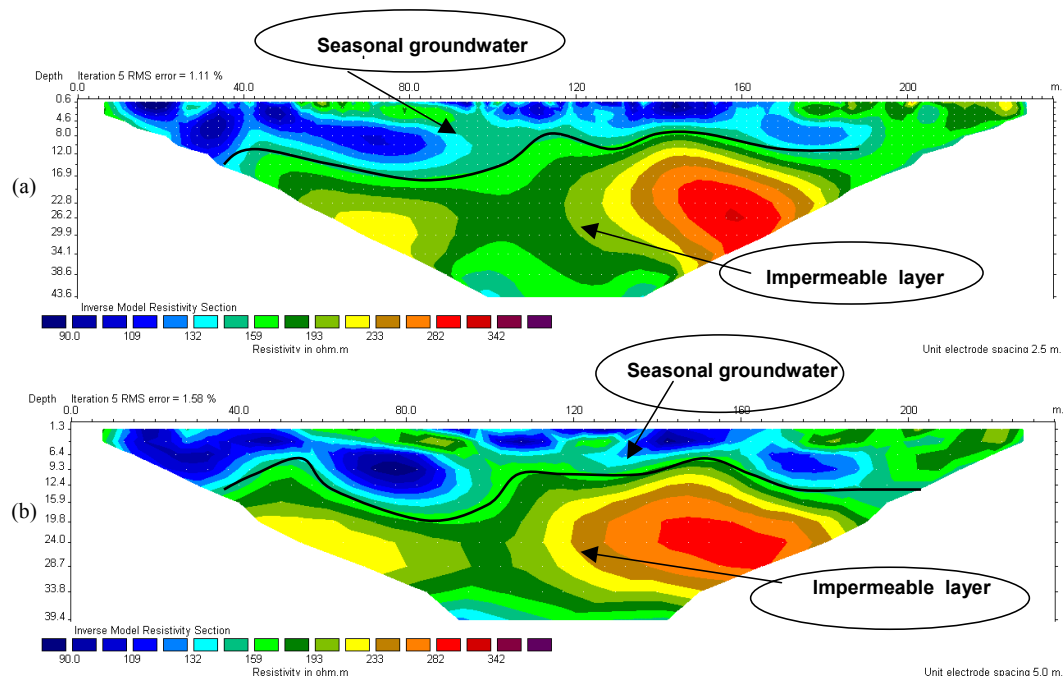 Seasonal groundwater
Depth Iteration 5 RMS error = 1.11 %
0.0 40.0 80.0 120 160 200 m.
0.6
4.6
8.0
12.0
16.9
22.8
26.2
29.9
34.1
38.6
43.6
(a)
Impermeable layer
Inverse Model Resistivity Section
90.0 109 132 159 193 233 282 342
Resistivity in ohm.m
Unit electrode spacing 2.5 m.
Seasonal groundwater
Depth Iteration 5 RMS error = 1.58 %
0.0 40.0 80.0 120 160 200 m.
1.3
6.4
9.3
12.4
15.9
19.8
24.0
28.7
33.8
39.4
(b)
Impermeable layer
Inverse Model Resistivity Section
90.0 109 132 159 193 233 282 342
Resistivity in ohm.m
Unit electrode spacing 5.0 m.